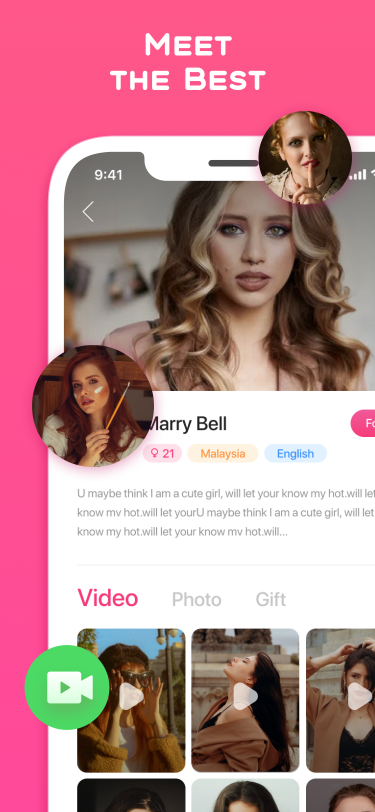 MEET
THE BEST
9:41
Marry Bell
Fo
21
Malaysia
English
U maybe think I am a cute girl, will let your know my hot.will let
know mv hot.will let yourU maybe think I am a cute girl, will let
know my hot.will let your know mv hot.will...
Video
Photo
Gift